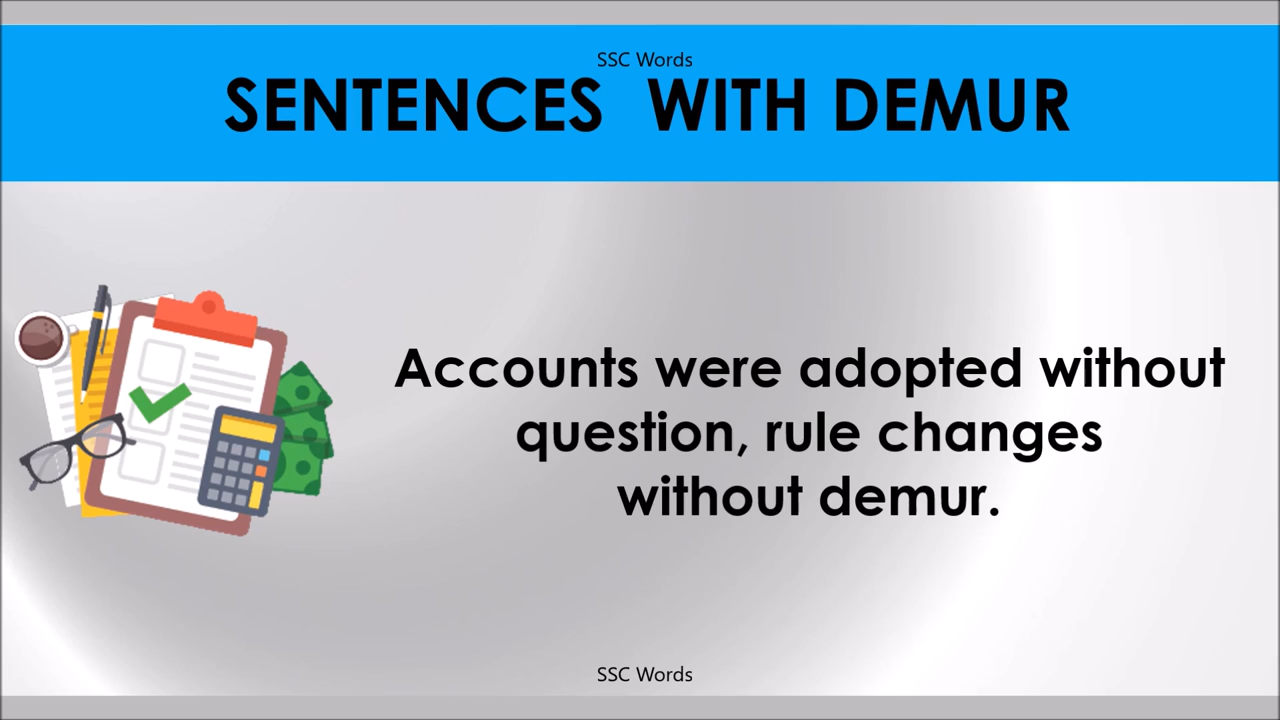 SSC Words
SENTENCES WITH DEMUR
Accounts were adopted without
question, rule changes
without demur.
SSC Words